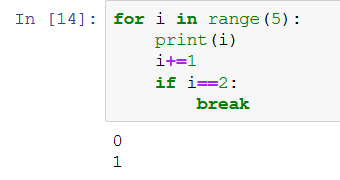 In [14]: for i in range(5):
    print(i)
    i+=1
    if i==2:
        break
0
1